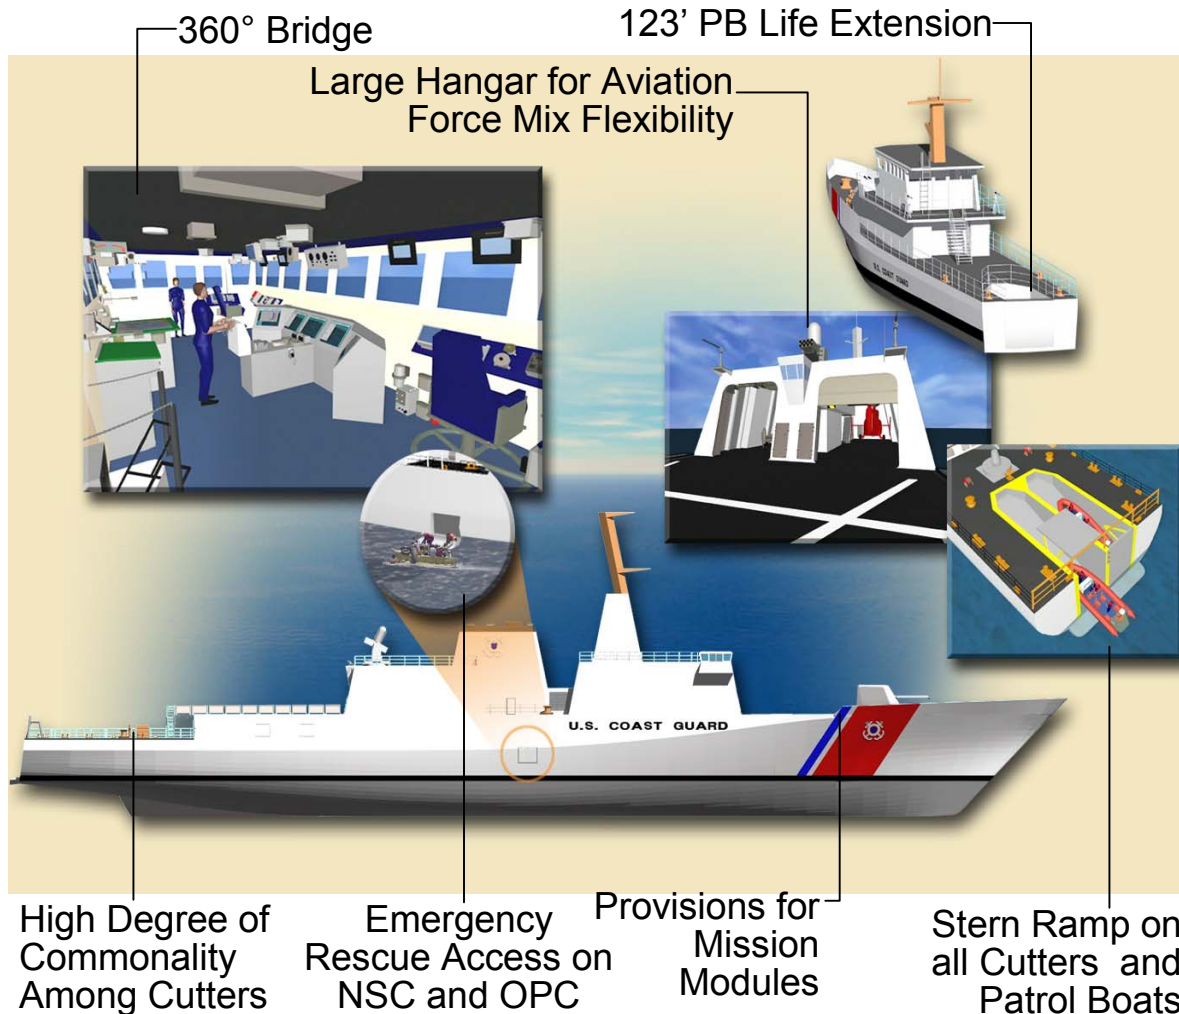 360° Bridge
123’ PB Life Extension
Large Hangar for Aviation
Force Mix Flexibility
U.S. COAST GUARD
U.S. COAST GUARD
High Degree of
Commonality
Among Cutters
Emergency
Rescue Access on
NSC and OPC
Provisions for
Mission
Modules
Stern Ramp on
all Cutters and
Patrol Boats